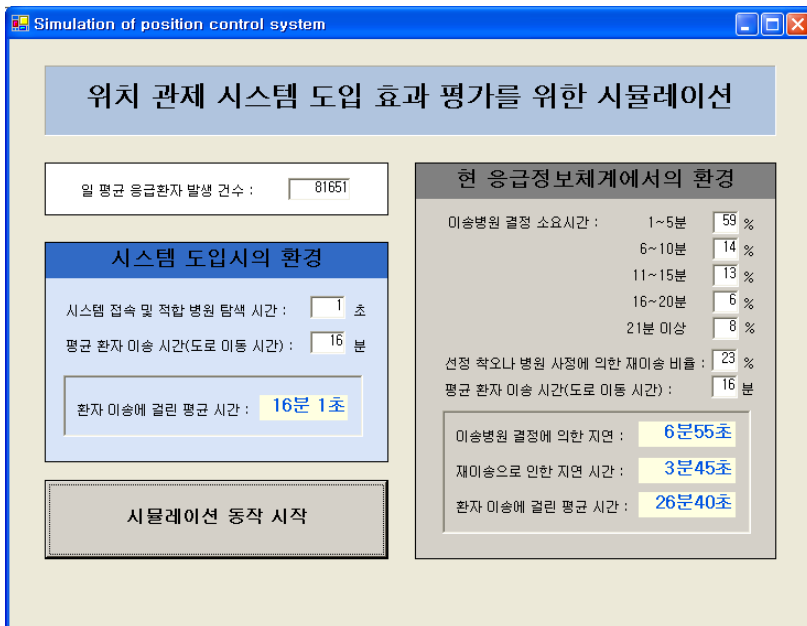 Simulation of position control system
위치 관제 시스템 도입 효과 평가를 위한 시뮬레이션
일 평균 응급환자 발생 건수 : 81651
시스템 도입시의 환경
시스템 접속 및 적합 병원 탐색 시간 : 1 초
평균 환자 이송 시간(도로 이동 시간) : 16 분
환자 이송에 걸린 평균 시간 : 16분 1초
시뮬레이션 동작 시작
현 응급정보체계에서의 환경
이송병원 결정 소요시간 : 1~5분 59 %
6~10분 14 %
11~15분 13 %
16~20분 6 %
21분 이상 8 %
선정 착오나 병원 사정에 의한 재이송 비율 : 23 %
평균 환자 이송 시간(도로 이동 시간) : 16 분
이송병원 결정에 의한 지연 : 6분55초
재이송으로 인한 지연 시간 : 3분45초
환자 이송에 걸린 평균 시간 : 26분40초